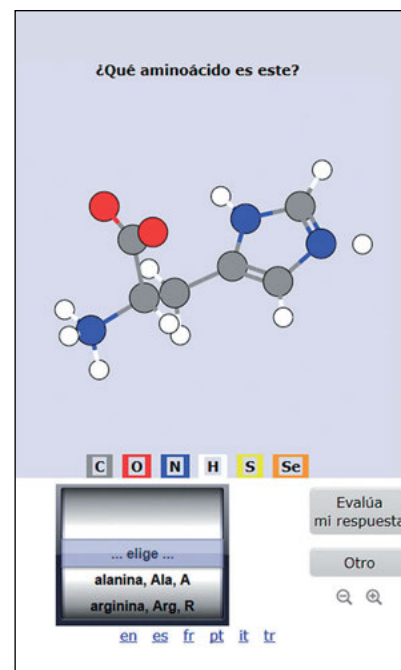 ¿Qué aminoácido es este?
C O N H S Se
... elige ...
alanina, Ala, A
arginina, Arg, R
Evalúa
mi respuesta
Otro
en es fr pt it tr